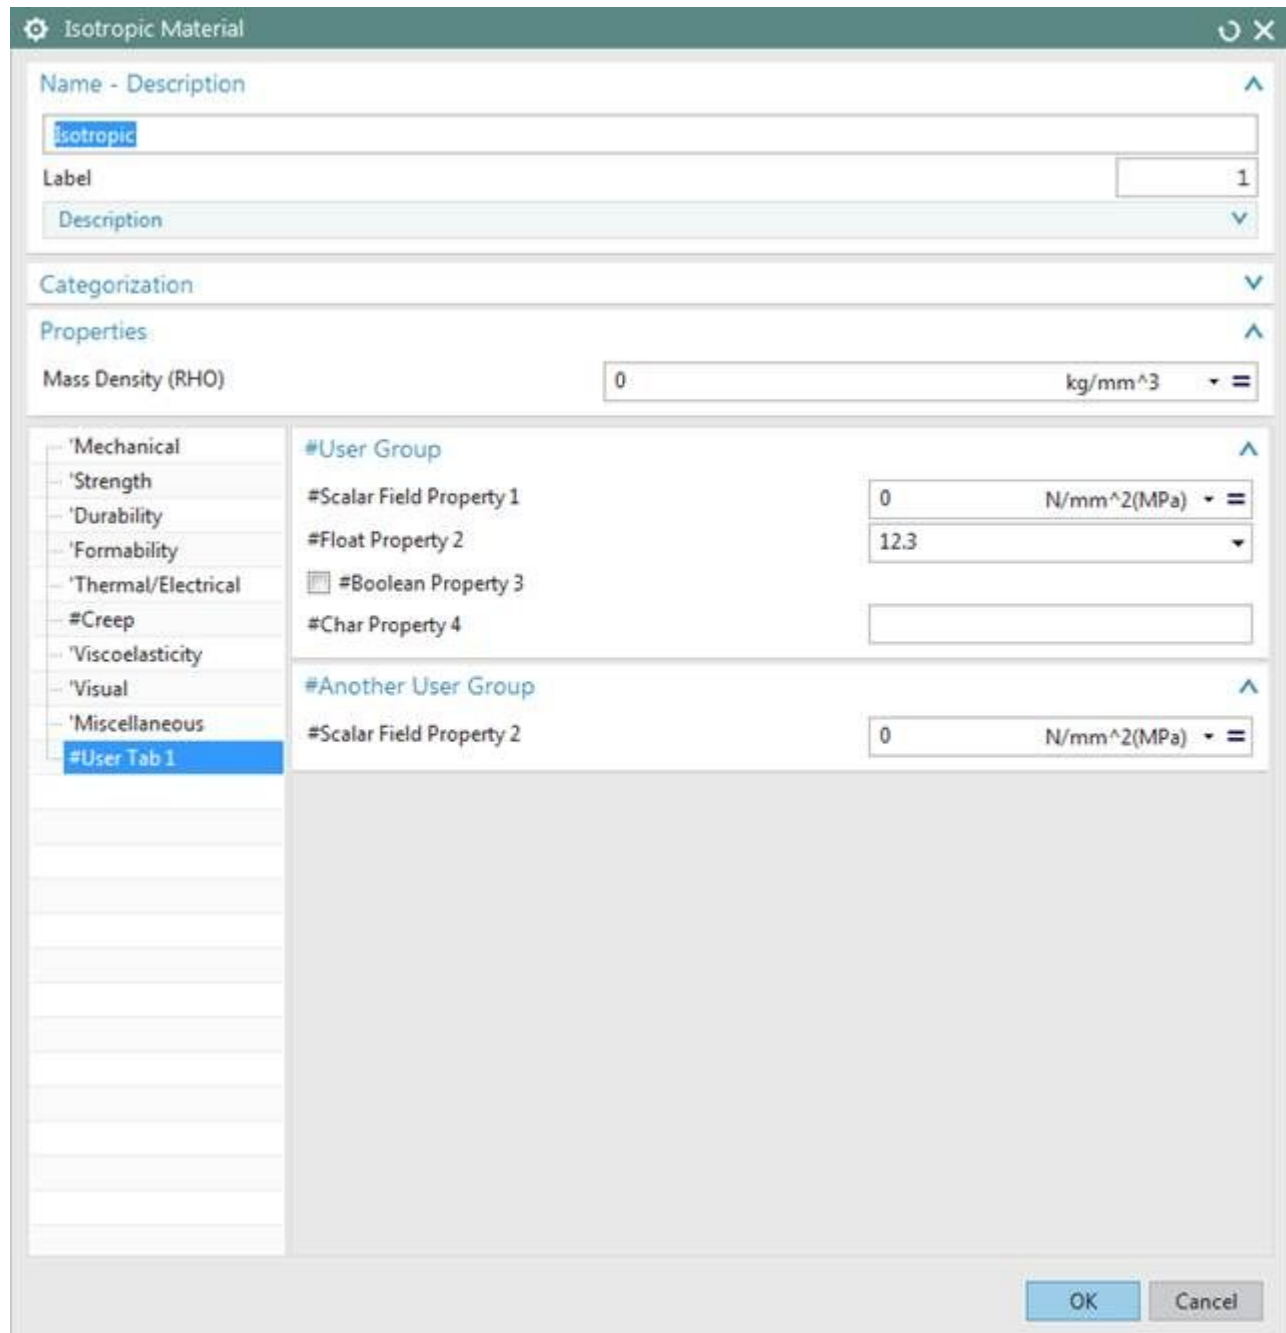 Isotropic Material
Name - Description
Isotropic
Label 1
Description
Categorization
Properties
Mass Density (RHO) 0 kg/mm^3 =
'Mechanical
'Strength
'Durability
'Formability
'Thermal/Electrical
#Creep
'Viscoelasticity
'Visual
'Miscellaneous
#User Tab 1
#User Group
#Scalar Field Property 1 0 N/mm^2(MPa) =
#Float Property 2 12.3
#Boolean Property 3
#Char Property 4
#Another User Group
#Scalar Field Property 2 0 N/mm^2(MPa) =
OK Cancel